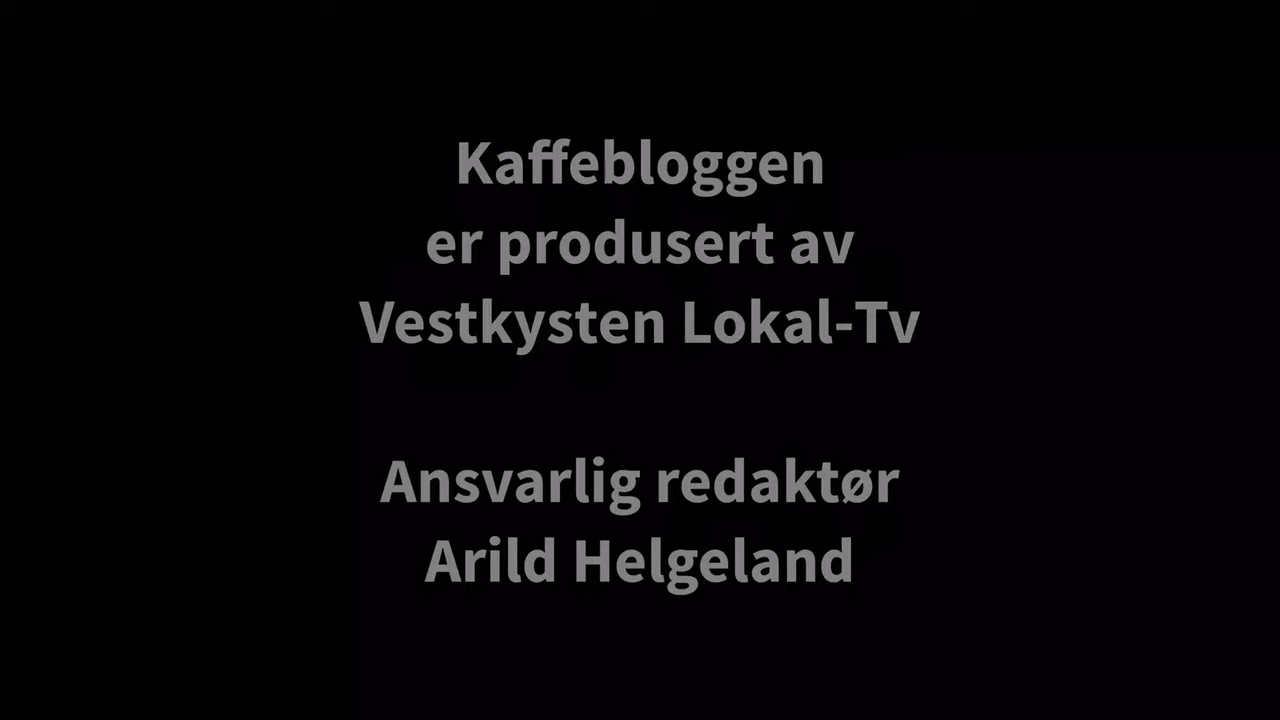 Kaffebloggen
er produsert av
Vestkysten Lokal-Tv
Ansvarlig redaktør
Arild Helgeland